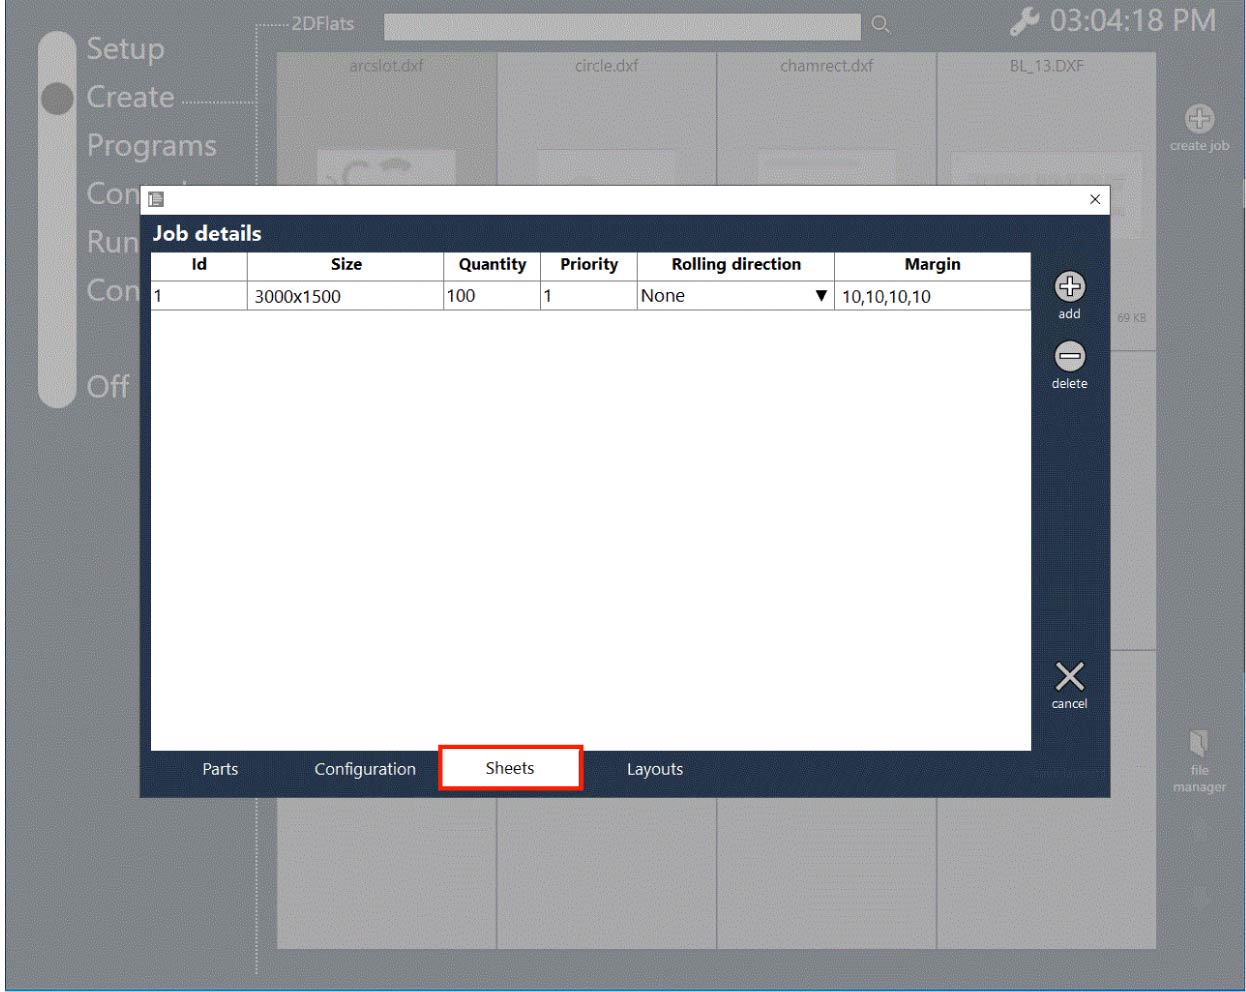 2DFlats
03:04:18 PM
Setup
Create
Programs
Con
Run
Con
Off
arcslot.dxf
circle.dxf
chamrect.dxf
BL_13.DXF
create job
69 KB
file
manager
Job details
Id Size Quantity Priority Rolling direction Margin
1 3000x1500 100 1 None 10,10,10,10
add
delete
cancel
Parts Configuration Sheets Layouts